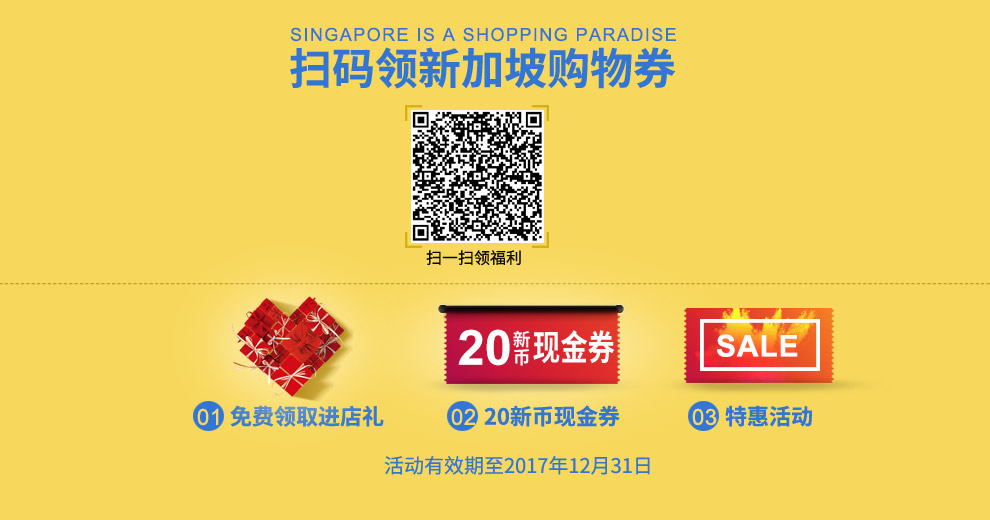 SINGAPORE IS A SHOPPING PARADISE
扫码领新加坡购物券
扫一扫领福利
20新币现金券
SALE
01 免费领取进店礼
02 20新币现金券
03 特惠活动
活动有效期至2017年12月31日